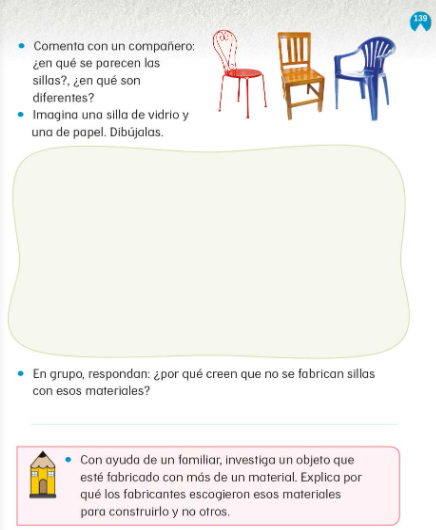 139
Comenta con un compañero:
¿en qué se parecen las
sillas?, ¿en qué son
diferentes?
Imagina una silla de vidrio y
una de papel. Dibújalas.
En grupo, respondan: ¿por qué creen que no se fabrican sillas
con esos materiales?
Con ayuda de un familiar, investiga un objeto que
esté fabricado con más de un material. Explica por
qué los fabricantes escogieron esos materiales
para construirlo y no otros.